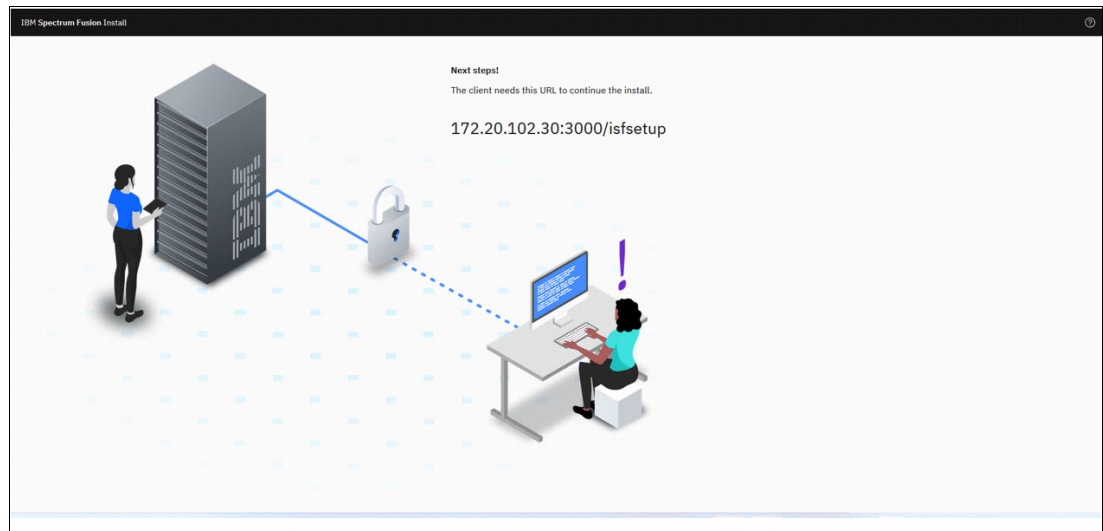 IBM Spectrum Fusion Install
Next steps!
The client needs this URL to continue the install.
172.20.102.30:3000/isfsetup
IBM